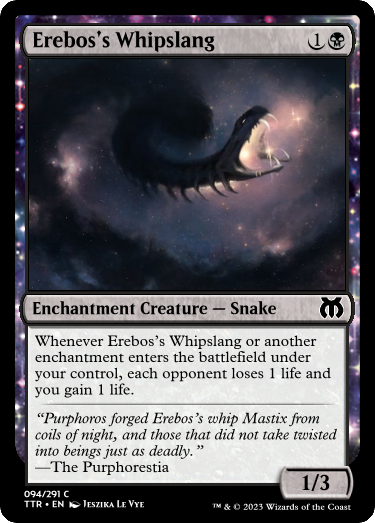 Erebos's Whipslang 1
Enchantment Creature — Snake
Whenever Erebos's Whipslang or another
enchantment enters the battlefield under
your control, each opponent loses 1 life and
you gain 1 life.
“Purphoros forged Erebos's whip Mastix from
coils of night, and those that did not take twisted
into beings just as deadly.”
—The Purphorestia
1/3
094/291 C
TTR • EN Jeszika Le Vye
™ & © 2023 Wizards of the Coast